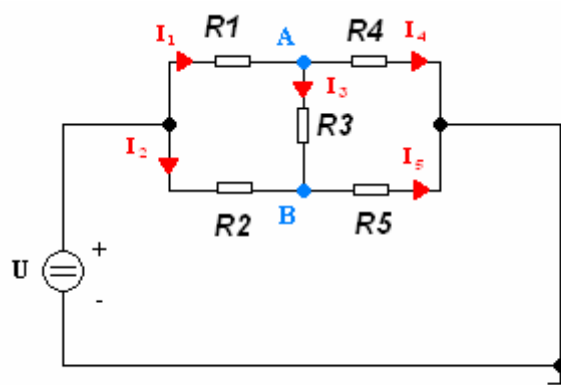 I₁ R1 A R4 I₄
I₃
R3
I₂ I₅
R2 B R5
U + -